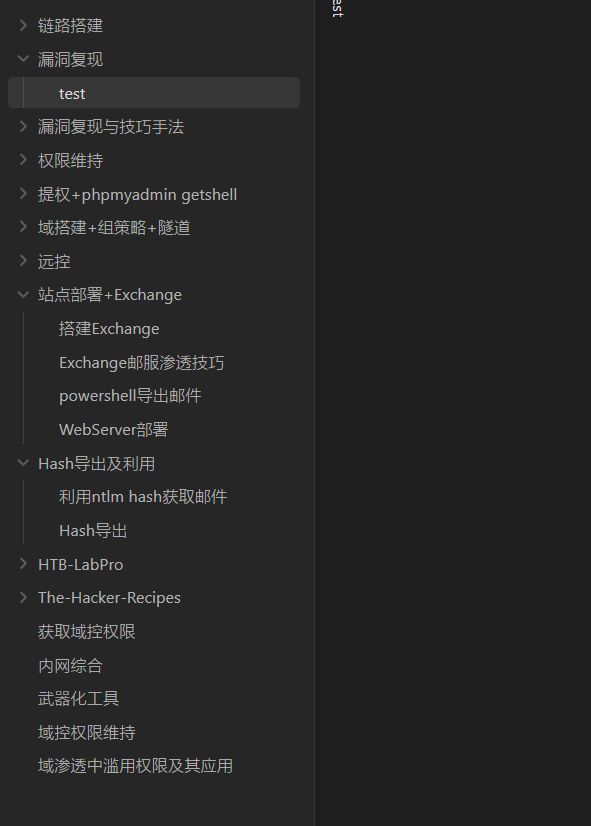 链路搭建
漏洞复现
test
漏洞复现与技巧手法
权限维持
提权+phpmyadmin getshell
域搭建+组策略+隧道
远控
站点部署+Exchange
搭建Exchange
Exchange邮服渗透技巧
powershell导出邮件
WebServer部署
Hash导出及利用
利用ntlm hash获取邮件
Hash导出
HTB-LabPro
The-Hacker-Recipes
获取域控权限
内网综合
武器化工具
域控权限维持
域渗透中滥用权限及其应用
est